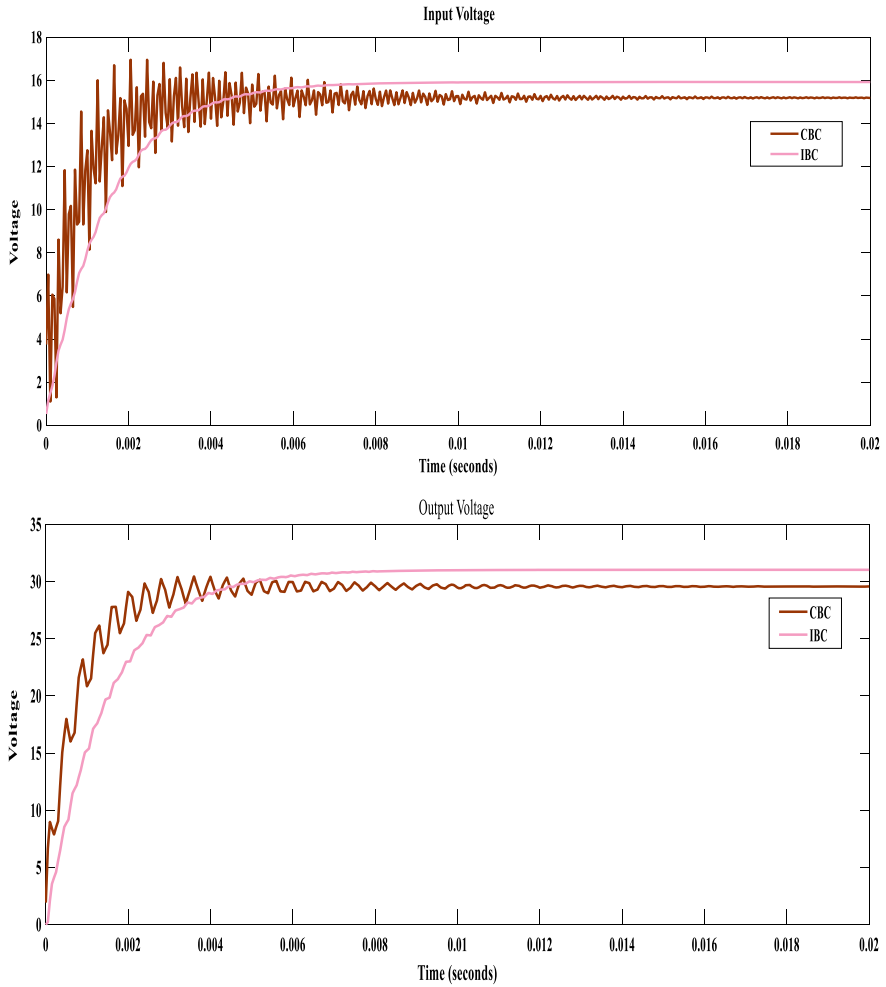 Input Voltage
18
16
14
12
10
8
6
4
2
0
Voltage
CBC
IBC
0 0.002 0.004 0.006 0.008 0.01 0.012 0.014 0.016 0.018 0.02
Time (seconds)
Output Voltage
35
30
25
20
15
10
5
0
Voltage
CBC
IBC
0 0.002 0.004 0.006 0.008 0.01 0.012 0.014 0.016 0.018 0.02
Time (seconds)